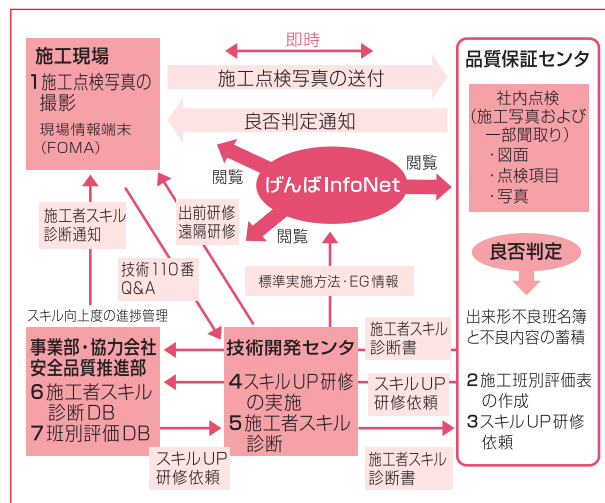 施工現場
1施工点検写真の
撮影
現場情報端末
(FOMA)
即時
施工点検写真の送付
良否判定通知
品質保証センタ
社内点検
(施工写真および
一部聞取り)
・図面
・点検項目
・写真
閲覧
閲覧
げんばInfoNet
閲覧
施工者スキル
診断通知
出前研修
遠隔研修
技術110番
Q&A
標準実施方法・EG情報
良否判定
出来形不良班名簿
と不良内容の蓄積
2施工班別評価表
の作成
3スキルUP研修
依頼
スキル向上度の進捗管理
事業部・協力会社
安全品質推進部
6施工者スキル
診断DB
7班別評価DB
技術開発センタ
4スキルUP研修
の実施
5施工者スキル
診断
施工者スキル
診断書
スキルUP
研修依頼
スキルUP
研修依頼
施工者スキル
診断書